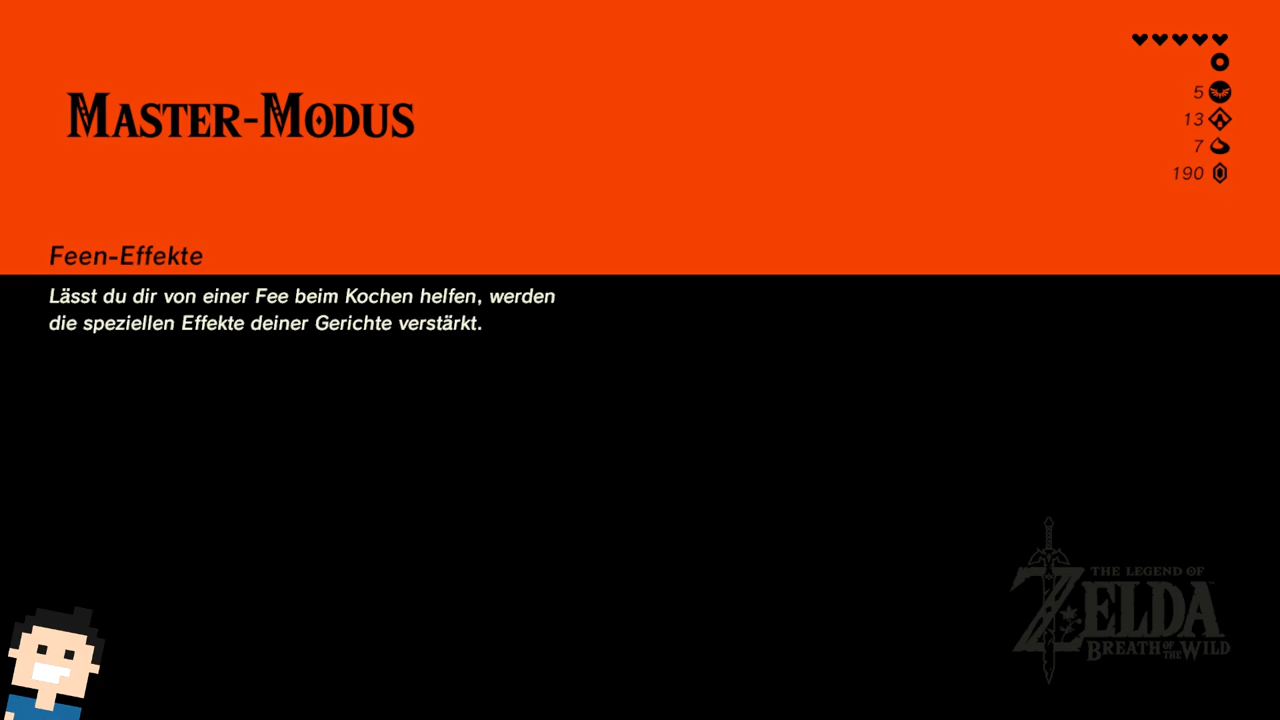 MASTER-MODUS
5
13
7
190
Feen-Effekte
Lässt du dir von einer Fee beim Kochen helfen, werden
die speziellen Effekte deiner Gerichte verstärkt.
THE LEGEND OF
ZELDA
BREATH OF THE WILD